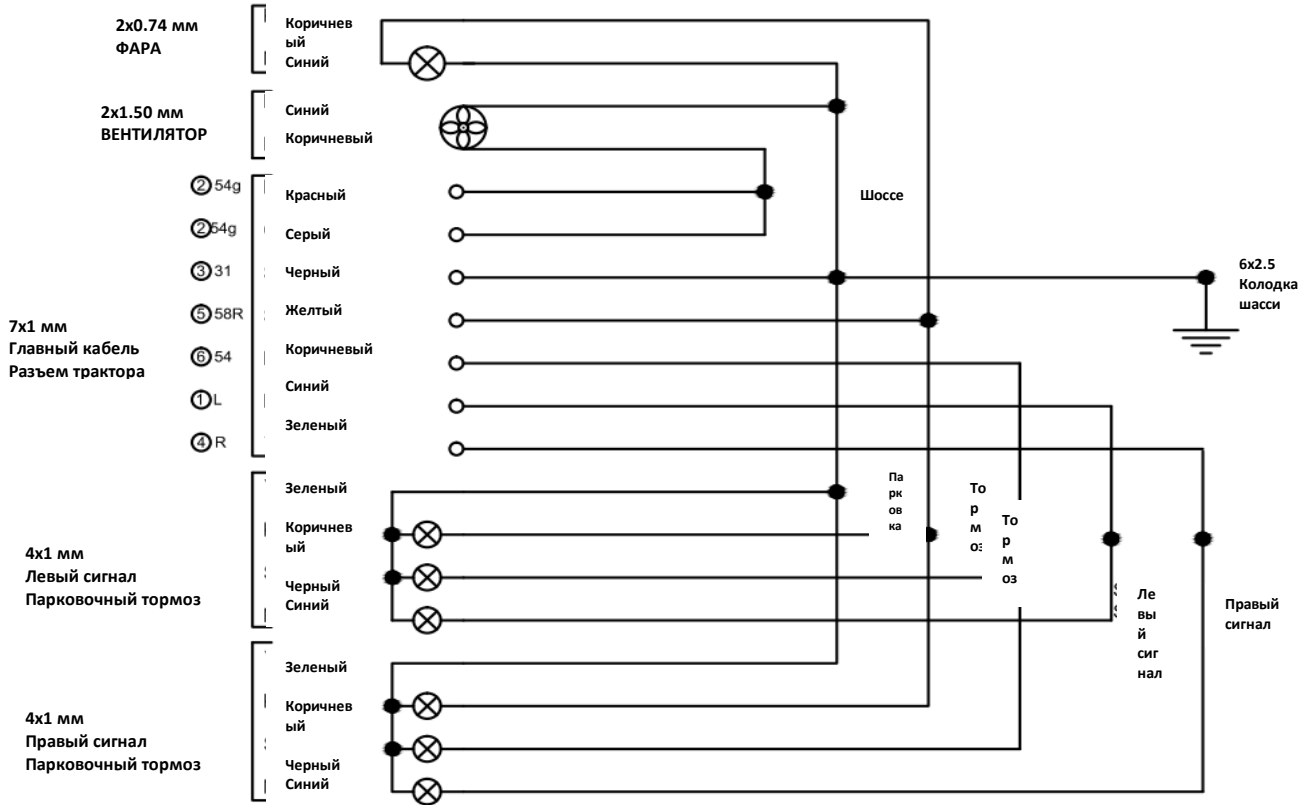 2x0.74 мм
ФАРА
Коричнев
ый
Синий
2x1.50 мм
ВЕНТИЛЯТОР
Синий
Коричневый
7x1 мм
Главный кабель
Разъем трактора
2 54g
Красный
2 54g
Серый
3 31
Черный
5 58R
Желтый
6 54
Коричневый
1 L
Синий
4 R
Зеленый
Шоссе
6x2.5
Колодка
шасси
4x1 мм
Левый сигнал
Парковочный тормоз
Зеленый
Коричнев
ый
Черный
Синий
Па
рк
ов
ка
То
р
м
оз
То
р
м
оз
Ле
вы
й
сиг
нал
Правый
сигнал
4x1 мм
Правый сигнал
Парковочный тормоз
Зеленый
Коричнев
ый
Черный
Синий